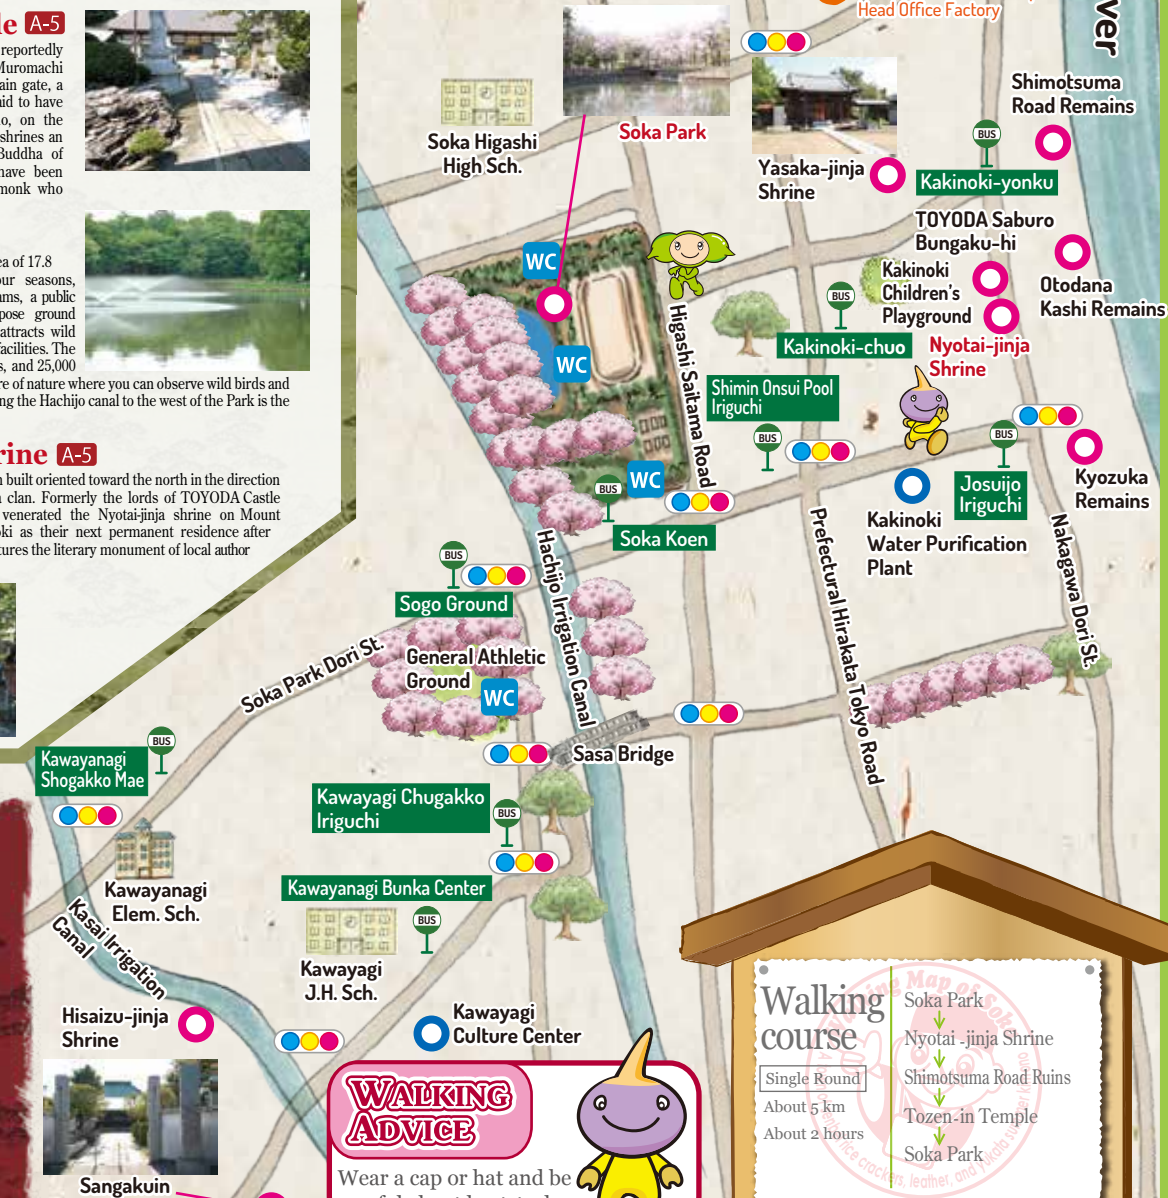 le A-5
reportedly
Muromachi
ain gate, a
aid to have
o, on the
shrines an
Buddha of
have been
monk who
ea of 17.8
our seasons,
ams, a public
pose ground
attracts wild
facilities. The
s, and 25,000
re of nature where you can observe wild birds and
ng the Hachijo canal to the west of the Park is the
rine A-5
n built oriented toward the north in the direction
a clan. Formerly the lords of TOYODA Castle
venerated the Nyotai-jinja shrine on Mount
oki as their next permanent residence after
tures the literary monument of local author
Head Office Factory
ver
Soka Park
Soka Higashi
High Sch.
Yasaka-jinja
Shrine
Shimotsuma
Road Remains
BUS
Kakinoki-yonku
TOYODA Saburo
Bungaku-hi
Kakinoki
Children's
Playground
Otodana
Kashi Remains
Nyotai-jinja
Shrine
BUS
Kakinoki-chuo
WC
WC
WC
Higashi Saitama Road
Shimin Onsui Pool
Iriguchi
BUS
BUS
Josuijo
Iriguchi
Kyozuka
Remains
Kakinoki
Water Purification
Plant
BUS
Soka Koen
Hachijo Irrigation Canal
Prefectural Hirakata Tokyo Road
Nakagawa Dori St.
BUS
Sogo Ground
Soka Park Dori St.
General Athletic
Ground
WC
Sasa Bridge
Kawayanagi
Shogakko Mae
BUS
Kawayagi Chugakko
Iriguchi
BUS
Kawayanagi
Elem. Sch.
Kawayanagi Bunka Center
BUS
Kawayagi
J.H. Sch.
Kasai Irrigation
Canal
Hisaizu-jinja
Shrine
Kawayagi
Culture Center
Sangakuin
WALKING
ADVICE
Wear a cap or hat and be
Walking
course
Single Round
About 5 km
About 2 hours
Soka Park
Nyotai -jinja Shrine
Shimotsuma Road Ruins
Tozen-in Temple
Soka Park